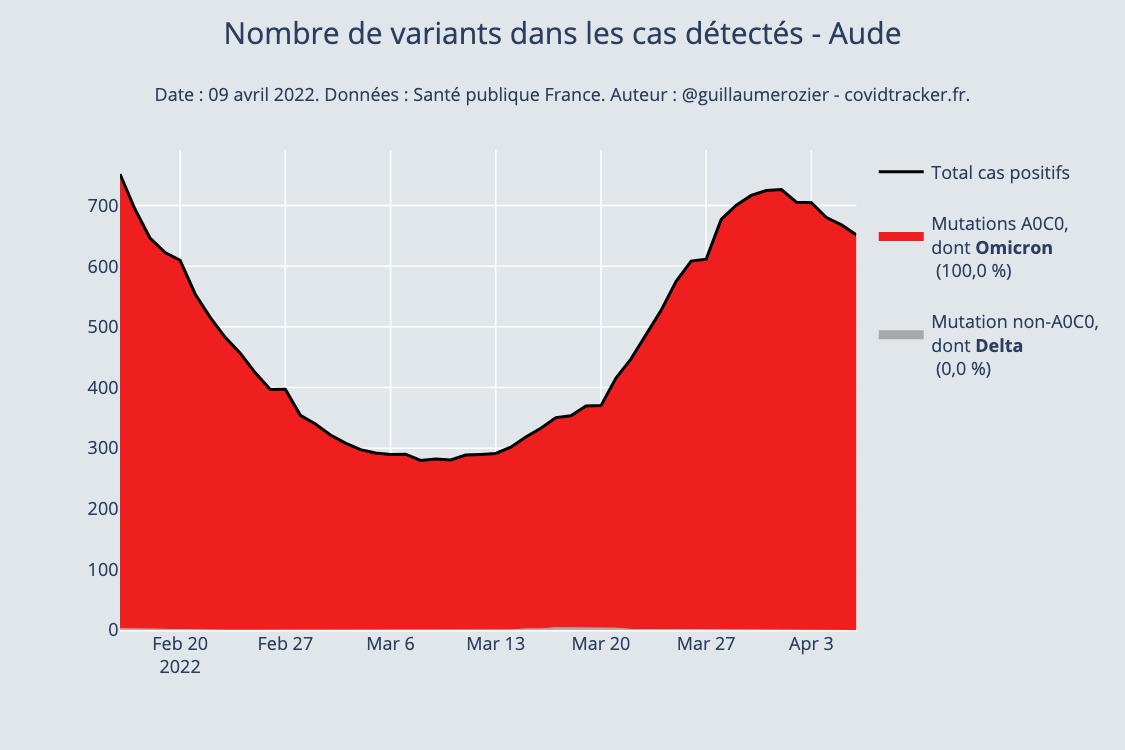 Nombre de variants dans les cas détectés - Aude
Date : 09 avril 2022. Données : Santé publique France. Auteur : @guillaumerozier - covidtracker.fr.
Total cas positifs
Mutations A0C0,
dont Omicron
(100,0 %)
Mutation non-A0C0,
dont Delta
(0,0 %)
700
600
500
400
300
200
100
0
Feb 20 Feb 27 Mar 6 Mar 13 Mar 20 Mar 27 Apr 3
2022